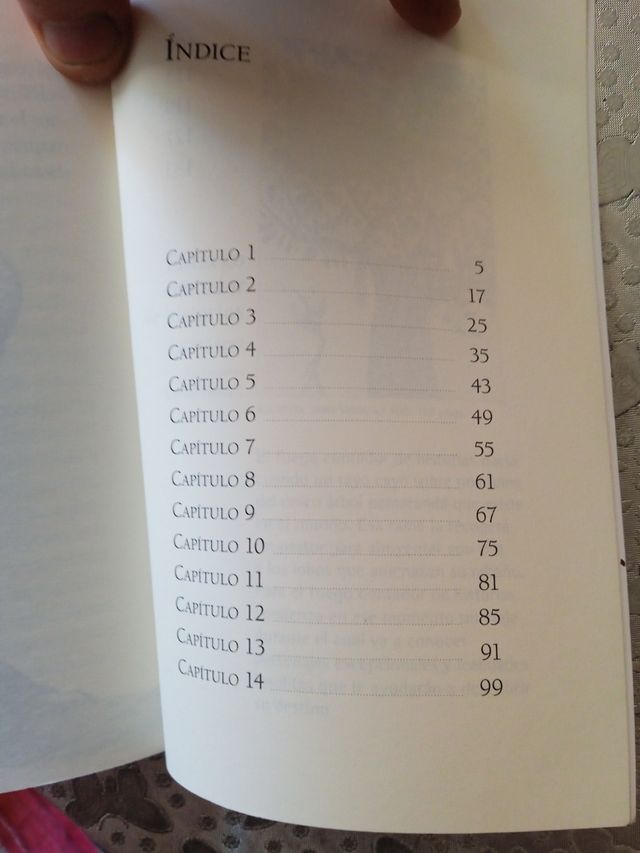 ÍNDICE
CAPÍTULO 1 5
CAPÍTULO 2 17
CAPÍTULO 3 25
CAPÍTULO 4 35
CAPÍTULO 5 43
CAPÍTULO 6 49
CAPÍTULO 7 55
CAPÍTULO 8 61
CAPÍTULO 9 67
CAPÍTULO 10 75
CAPÍTULO 11 81
CAPÍTULO 12 85
CAPÍTULO 13 91
CAPÍTULO 14 99